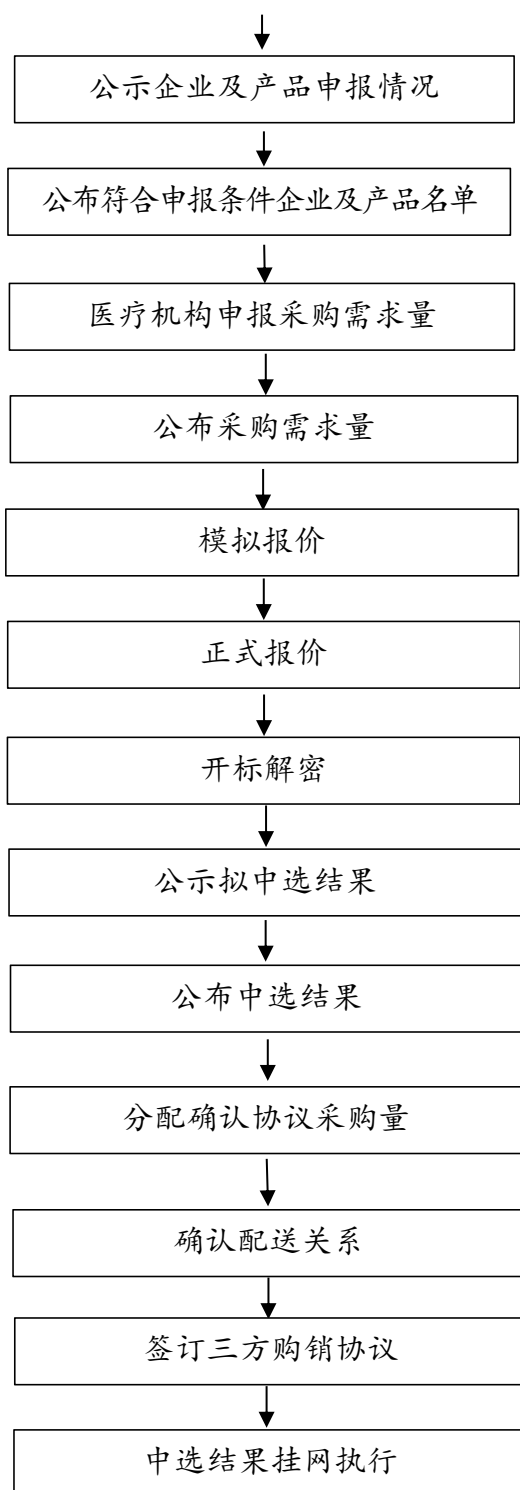 公示企业及产品申报情况
公布符合申报条件企业及产品名单
医疗机构申报采购需求量
公布采购需求量
模拟报价
正式报价
开标解密
公示拟中选结果
公布中选结果
分配确认协议采购量
确认配送关系
签订三方购销协议
中选结果挂网执行